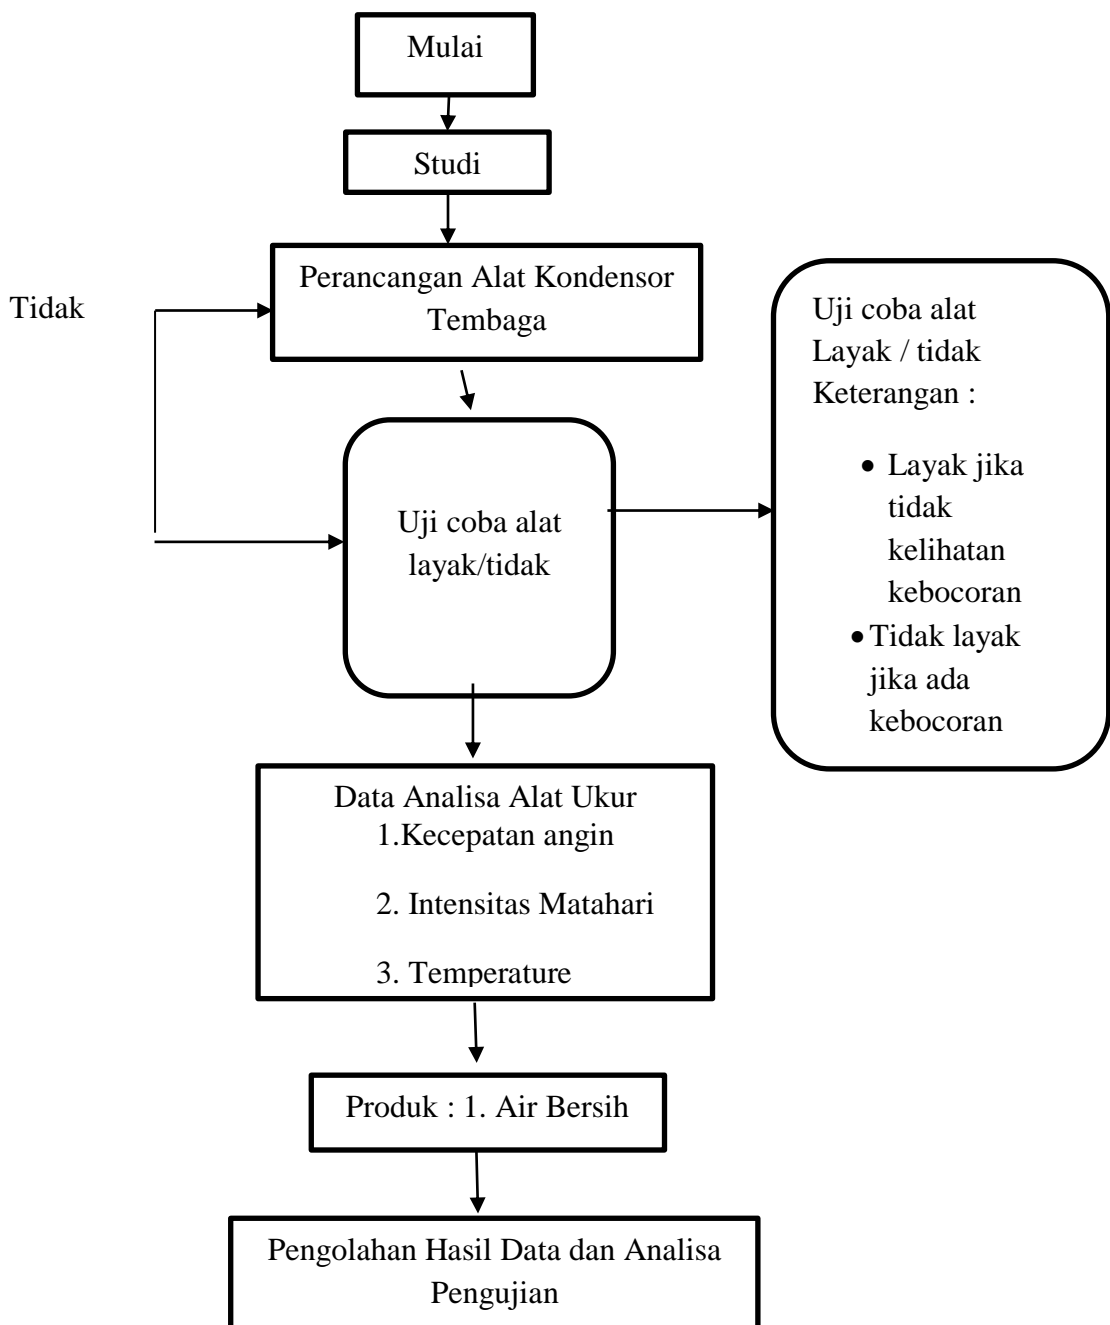 Mulai
Studi
Perancangan Alat Kondensor
Tembaga
Tidak
Uji coba alat
layak/tidak
Uji coba alat
Layak / tidak
Keterangan :
• Layak jika
tidak
kelihatan
kebocoran
• Tidak layak
jika ada
kebocoran
Data Analisa Alat Ukur
1.Kecepatan angin
2. Intensitas Matahari
3. Temperature
Produk : 1. Air Bersih
Pengolahan Hasil Data dan Analisa
Pengujian